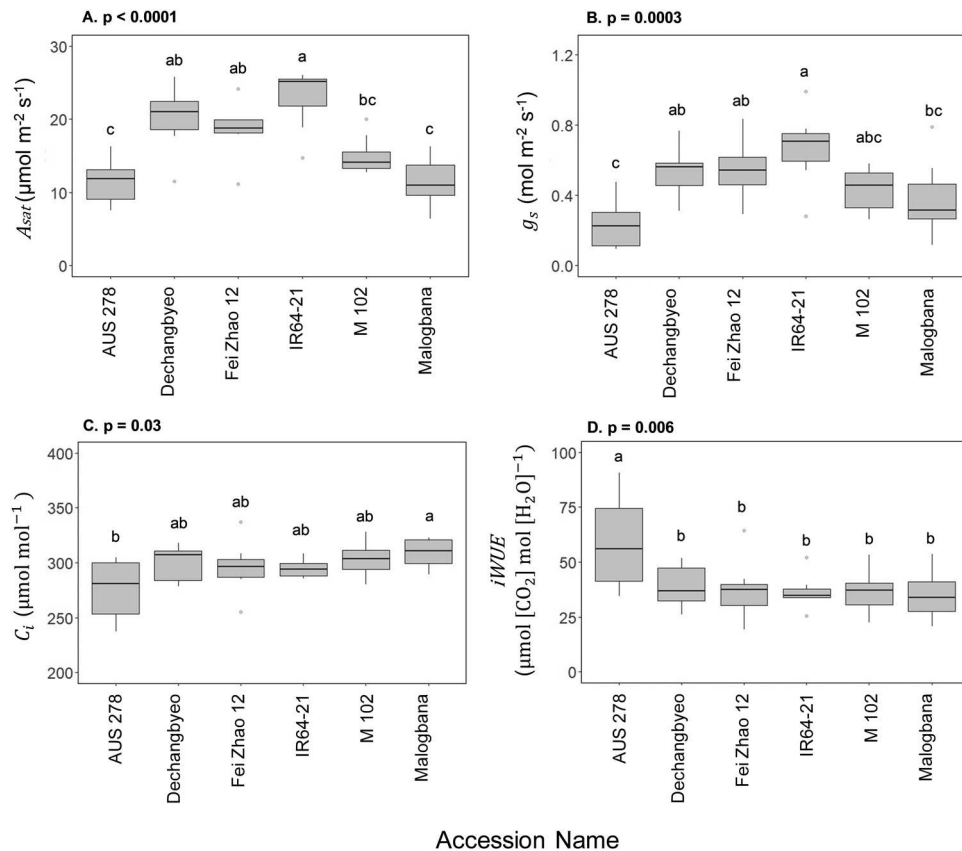 A. p < 0.0001
B. p = 0.0003
30
20
10
0
Asat (μmol m⁻² s⁻¹)
c
ab
ab
a
bc
c
AUS 278
Dechangbyeo
Fei Zhao 12
IR64-21
M 102
Malogbana
1.2
0.8
0.4
0.0
gs (mol m⁻² s⁻¹)
c
ab
ab
a
abc
bc
AUS 278
Dechangbyeo
Fei Zhao 12
IR64-21
M 102
Malogbana
C. p = 0.03
D. p = 0.006
400
350
300
250
200
Ci (μmol mol⁻¹)
b
ab
ab
ab
ab
a
AUS 278
Dechangbyeo
Fei Zhao 12
IR64-21
M 102
Malogbana
100
75
50
25
0
iWUE
(μmol [CO₂] mol [H₂O]⁻¹)
a
b
b
b
b
b
AUS 278
Dechangbyeo
Fei Zhao 12
IR64-21
M 102
Malogbana
Accession Name